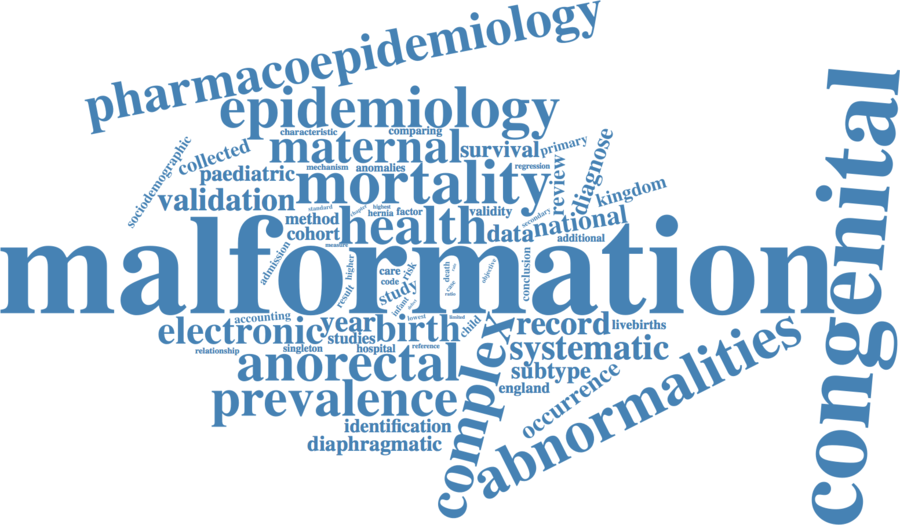 pharmacoepidemiology
epidemiology
characteristic
comparing
maternal
survival
primary
sociodemographic
collected
mechanism
anomalies
regression
paediatric
mortality
review
diagnose
validation
kingdom
standard
chapter
highest
hernia
factor
validity
secondary
method
health
national
cohort
data
additional
measure
malformation
congenital
admission
higher
result
care
code
risk
study
infant
death
case
ratio
objective
conclusion
accounting
electronic
year
birth
lowest
child
record
livebirths
studies
relationship
singleton
hospital
reference
complex
systematic
anorectal
subtype
england
prevalence
occurrence
abnormalities
identification
diaphragmatic